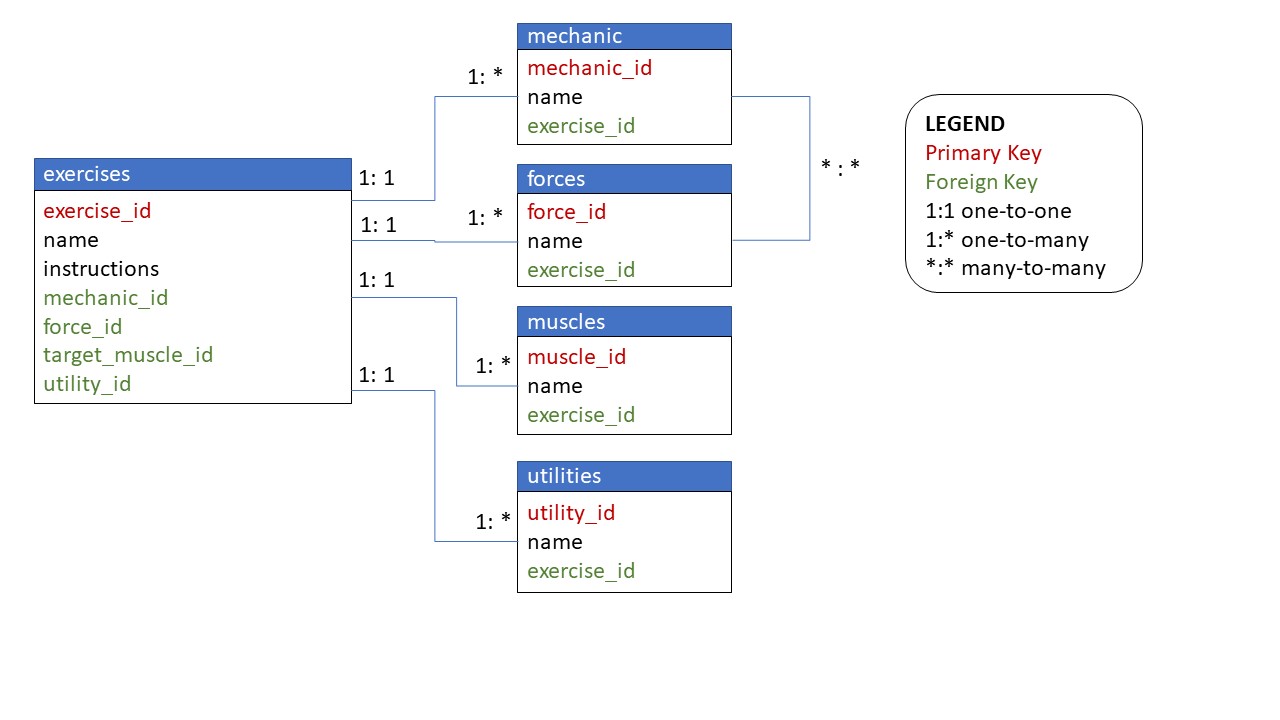 mechanic
mechanic_id
name
exercise_id
1: *
exercises
exercise_id
name
instructions
mechanic_id
force_id
target_muscle_id
utility_id
1: 1
1: 1
1: 1
1: 1
forces
force_id
name
exercise_id
1: *
* : *
muscles
muscle_id
name
exercise_id
1: *
utilities
utility_id
name
exercise_id
1: *
LEGEND
Primary Key
Foreign Key
1:1 one-to-one
1:* one-to-many
*:* many-to-many